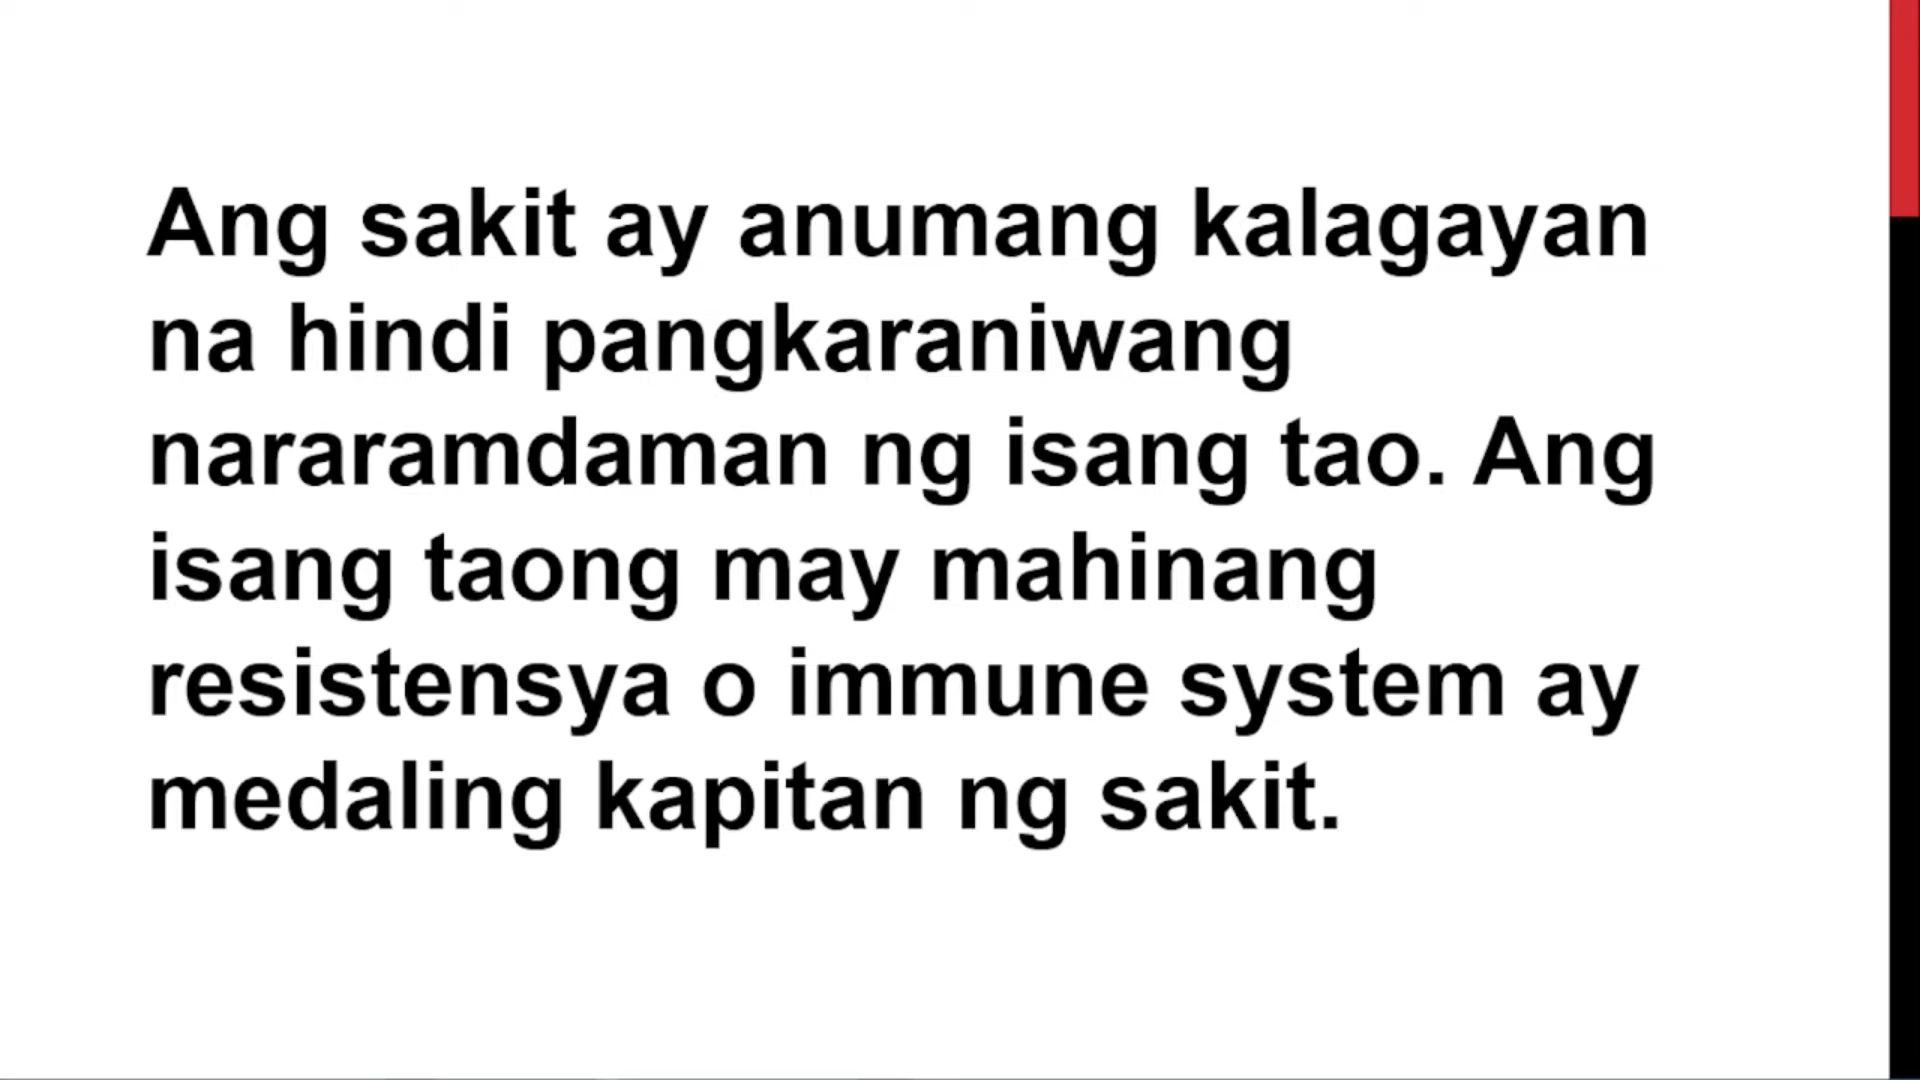 Ang sakit ay anumang kalagayan
na hindi pangkaraniwang
nararamdaman ng isang tao. Ang
isang taong may mahinang
resistensya o immune system ay
medaling kapitan ng sakit.